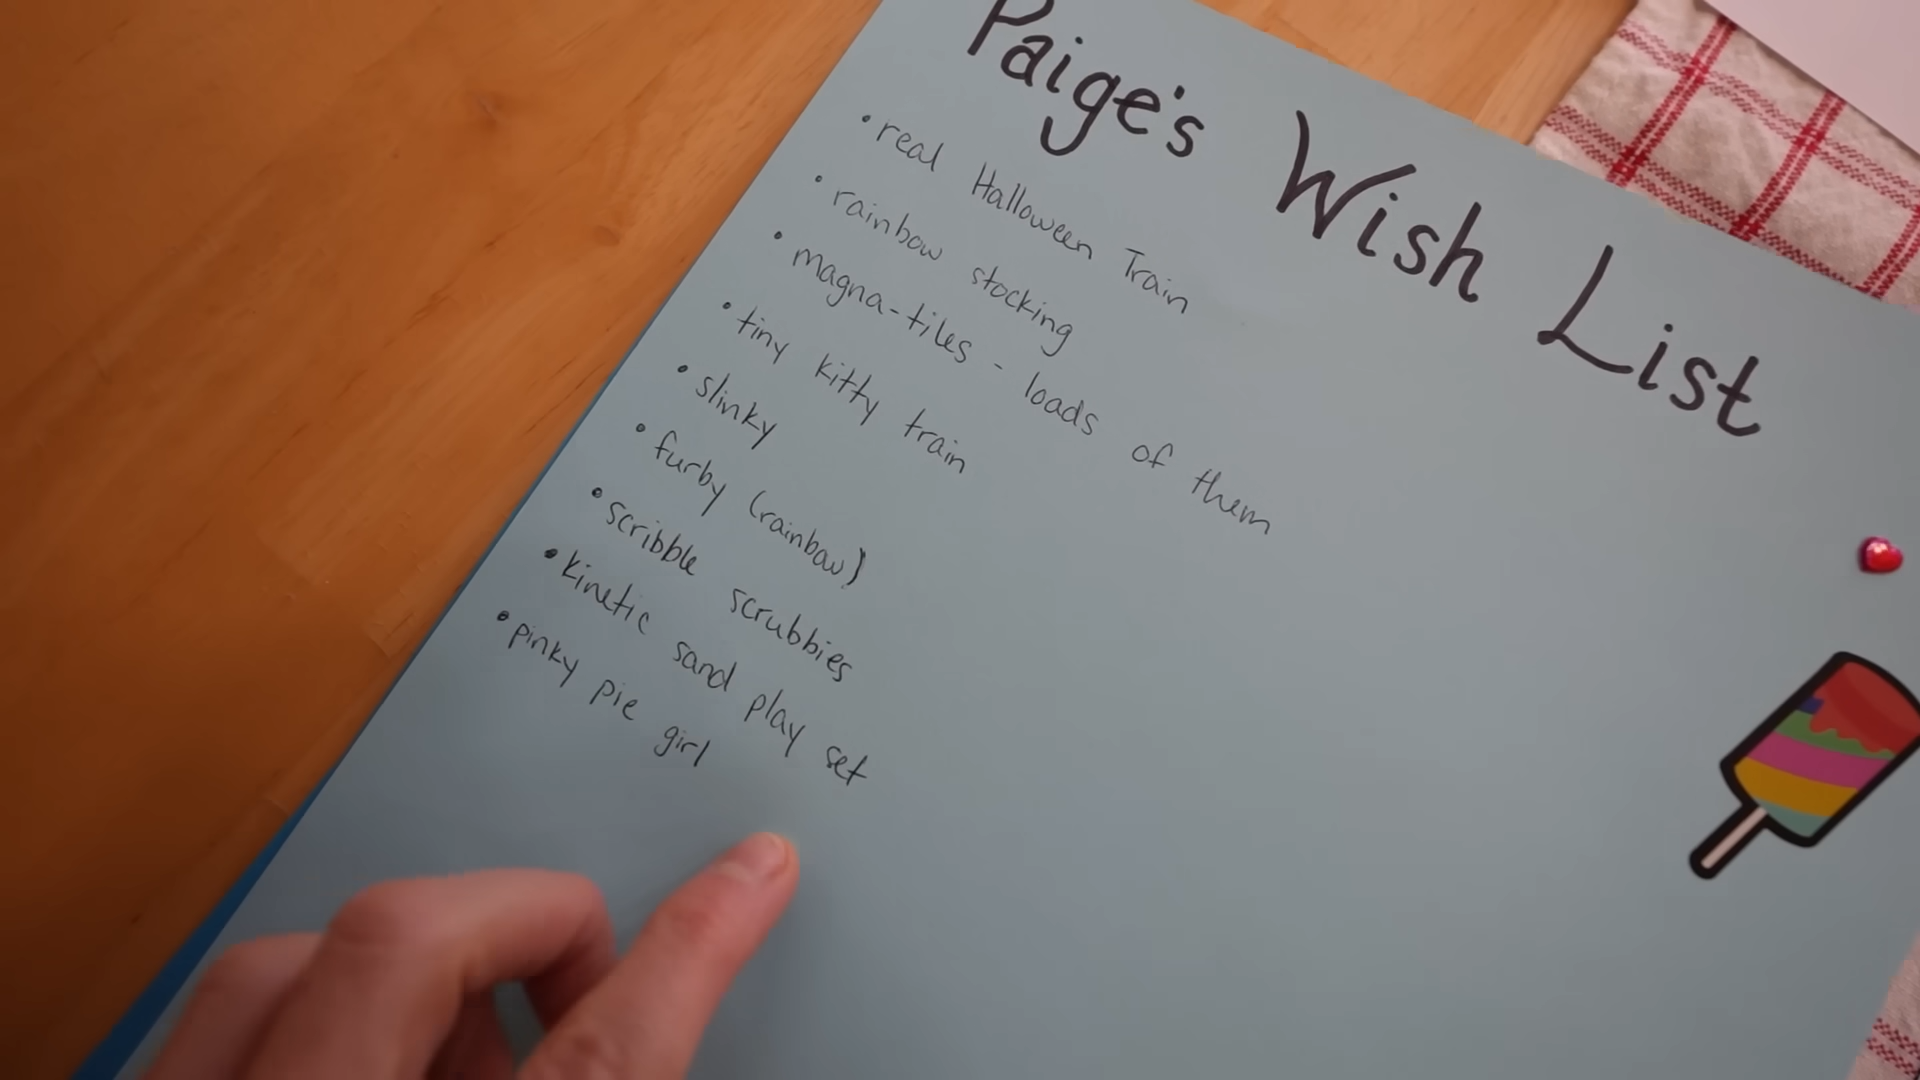 Paige's Wish List
• real Halloween Train
• rainbow stocking
• magna-tiles - loads of them
• tiny kitty train
• slinky
• furby (rainbow)
• scribble scrubbies
• kinetic sand play set
• pinky pie girl